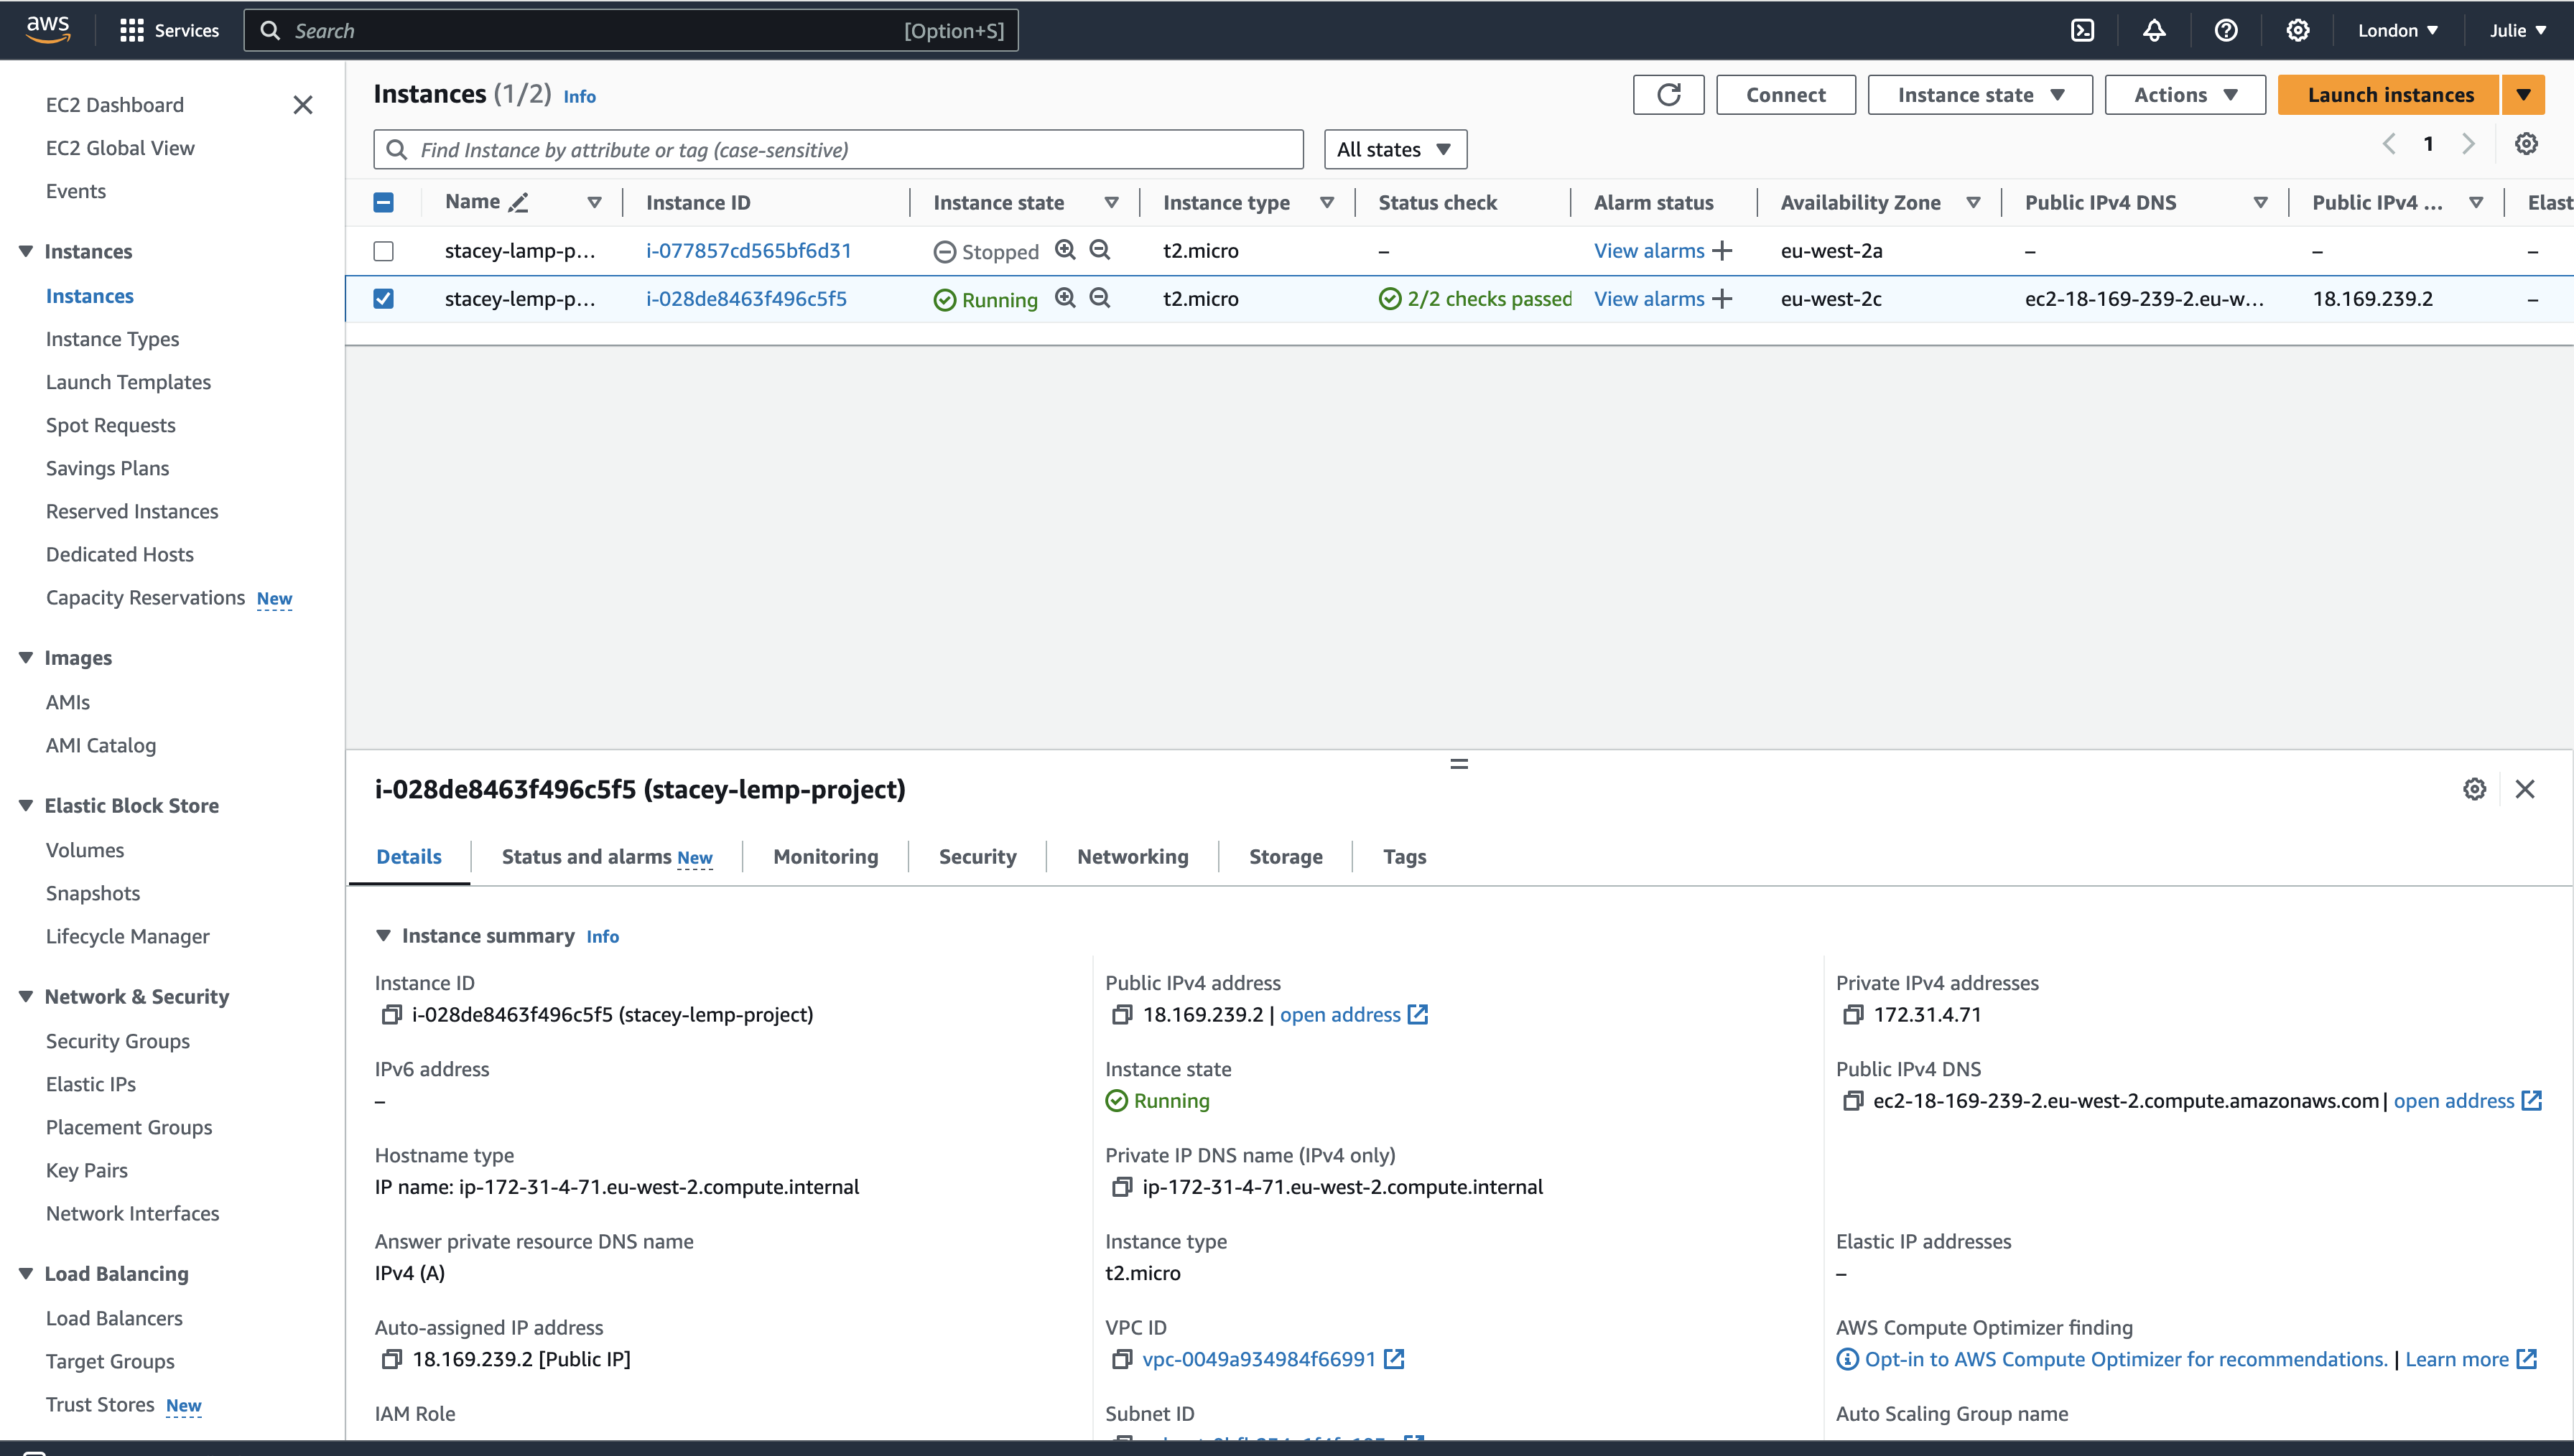 aws Services Search [Option+S] London Julie
EC2 Dashboard
EC2 Global View
Events
Instances
Instances
Instance Types
Launch Templates
Spot Requests
Savings Plans
Reserved Instances
Dedicated Hosts
Capacity Reservations New
Images
AMIs
AMI Catalog
Elastic Block Store
Volumes
Snapshots
Lifecycle Manager
Network & Security
Security Groups
Elastic IPs
Placement Groups
Key Pairs
Network Interfaces
Load Balancing
Load Balancers
Target Groups
Trust Stores New
Instances (1/2) Info Connect Instance state Actions Launch instances
Find Instance by attribute or tag (case-sensitive) All states 1
Name Instance ID Instance state Instance type Status check Alarm status Availability Zone Public IPv4 DNS Public IPv4 ... Elast
stacey-lamp-p... i-077857cd565bf6d31 Stopped t2.micro – View alarms + eu-west-2a – – –
stacey-lemp-p... i-028de8463f496c5f5 Running t2.micro 2/2 checks passed View alarms + eu-west-2c ec2-18-169-239-2.eu-w... 18.169.239.2 –
i-028de8463f496c5f5 (stacey-lemp-project)
Details Status and alarms New Monitoring Security Networking Storage Tags
Instance summary Info
Instance ID Public IPv4 address Private IPv4 addresses
i-028de8463f496c5f5 (stacey-lemp-project) 18.169.239.2 | open address 172.31.4.71
IPv6 address Instance state Public IPv4 DNS
– Running ec2-18-169-239-2.eu-west-2.compute.amazonaws.com | open address
Hostname type Private IP DNS name (IPv4 only)
IP name: ip-172-31-4-71.eu-west-2.compute.internal ip-172-31-4-71.eu-west-2.compute.internal
Answer private resource DNS name Instance type Elastic IP addresses
IPv4 (A) t2.micro –
Auto-assigned IP address VPC ID AWS Compute Optimizer finding
18.169.239.2 [Public IP] vpc-0049a934984f66991 Opt-in to AWS Compute Optimizer for recommendations. | Learn more
IAM Role Subnet ID Auto Scaling Group name